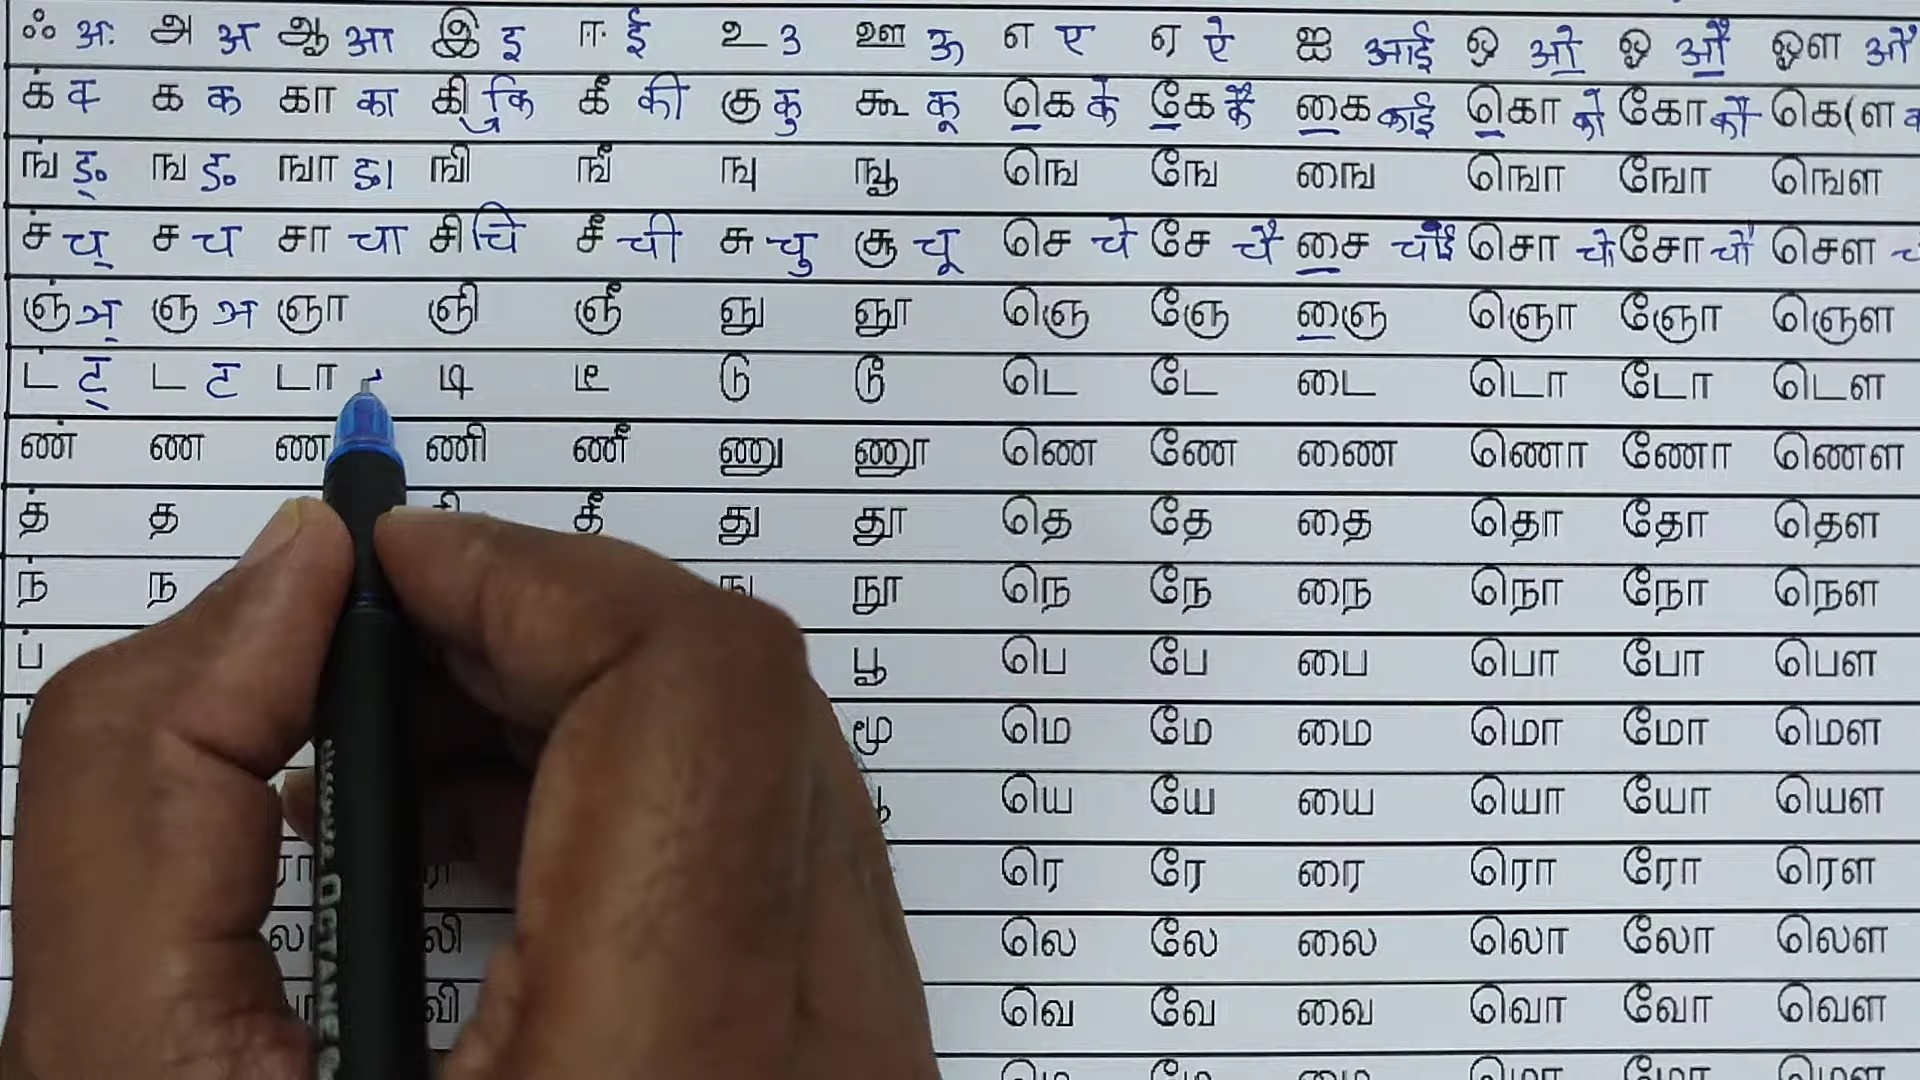 ஃ अः அ अ ஆ आ இ इ ஈ ई உ उ ஊ ऊ எ ए ஏ ऐ ஐ आई ஒ ओ ஓ औ ஔ औ
க் क் க क கா का கி कि கீ की கு कु கூ कू கெ के கே कै கை काई கொ को கோ कौ கௌ
ங் ङ् ங ङ ஙா ङा ஙி ஙீ ஙு ஙூ ஙெ ஙே ஙை ஙொ ஙோ ஙௌ
ச் च् ச च சா चा சி चि சீ ची சு चु சூ चू செ चे சே चै சை चाई சொ चो சோ चौ சௌ
ஞ் ञ् ஞ ञ ஞா ஞி ஞீ ஞு ஞூ ஞெ ஞே ஞை ஞொ ஞோ ஞௌ
ட் ट् ட ट டா டி டீ டு டூ டெ டே டை டொ டோ டௌ
ண் ண ணி ணீ ணு ணூ ணெ ணே ணை ணொ ணோ ணௌ
த் த தீ து தூ தெ தே தை தொ தோ தௌ
ந் ந நூ நெ நே நை நொ நோ நௌ
ப் பூ பெ பே பை பொ போ பௌ
மூ மெ மே மை மொ மோ மௌ
யெ யே யை யொ யோ யௌ
ரெ ரே ரை ரொ ரோ ரௌ
லி லெ லே லை லொ லோ லௌ
வி வெ வே வை வொ வோ வௌ